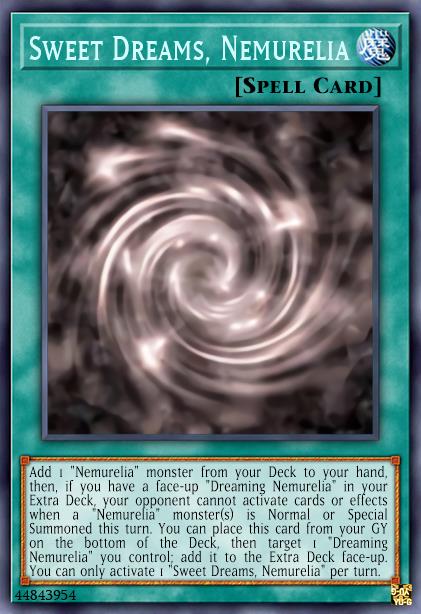 Sweet Dreams, Nemurelia
[Spell Card]
Add 1 "Nemurelia" monster from your Deck to your hand,
then, if you have a face-up "Dreaming Nemurelia" in your
Extra Deck, your opponent cannot activate cards or effects
when a "Nemurelia" monster(s) is Normal or Special
Summoned this turn. You can place this card from your GY
on the bottom of the Deck, then target 1 "Dreaming
Nemurelia" you control; add it to the Extra Deck face-up.
You can only activate 1 "Sweet Dreams, Nemurelia" per turn.
44843954